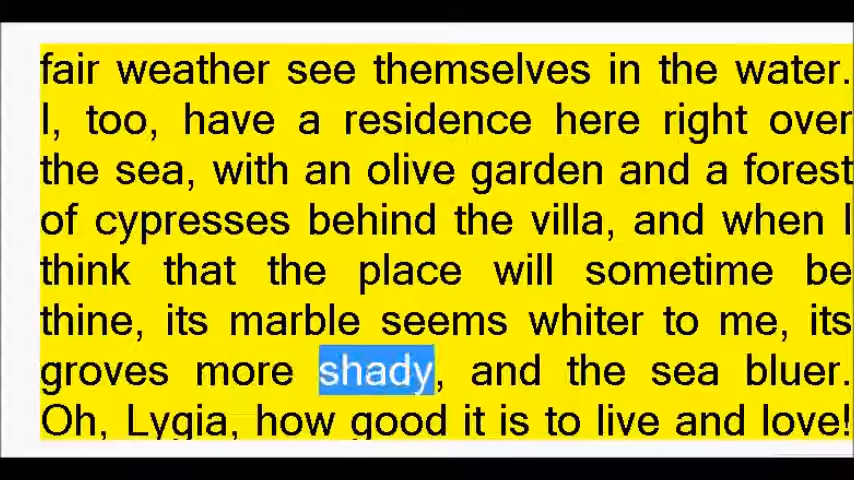 fair weather see themselves in the water.
I, too, have a residence here right over
the sea, with an olive garden and a forest
of cypresses behind the villa, and when I
think that the place will sometime be
thine, its marble seems whiter to me, its
groves more shady, and the sea bluer.
Oh, Lygia, how good it is to live and love!